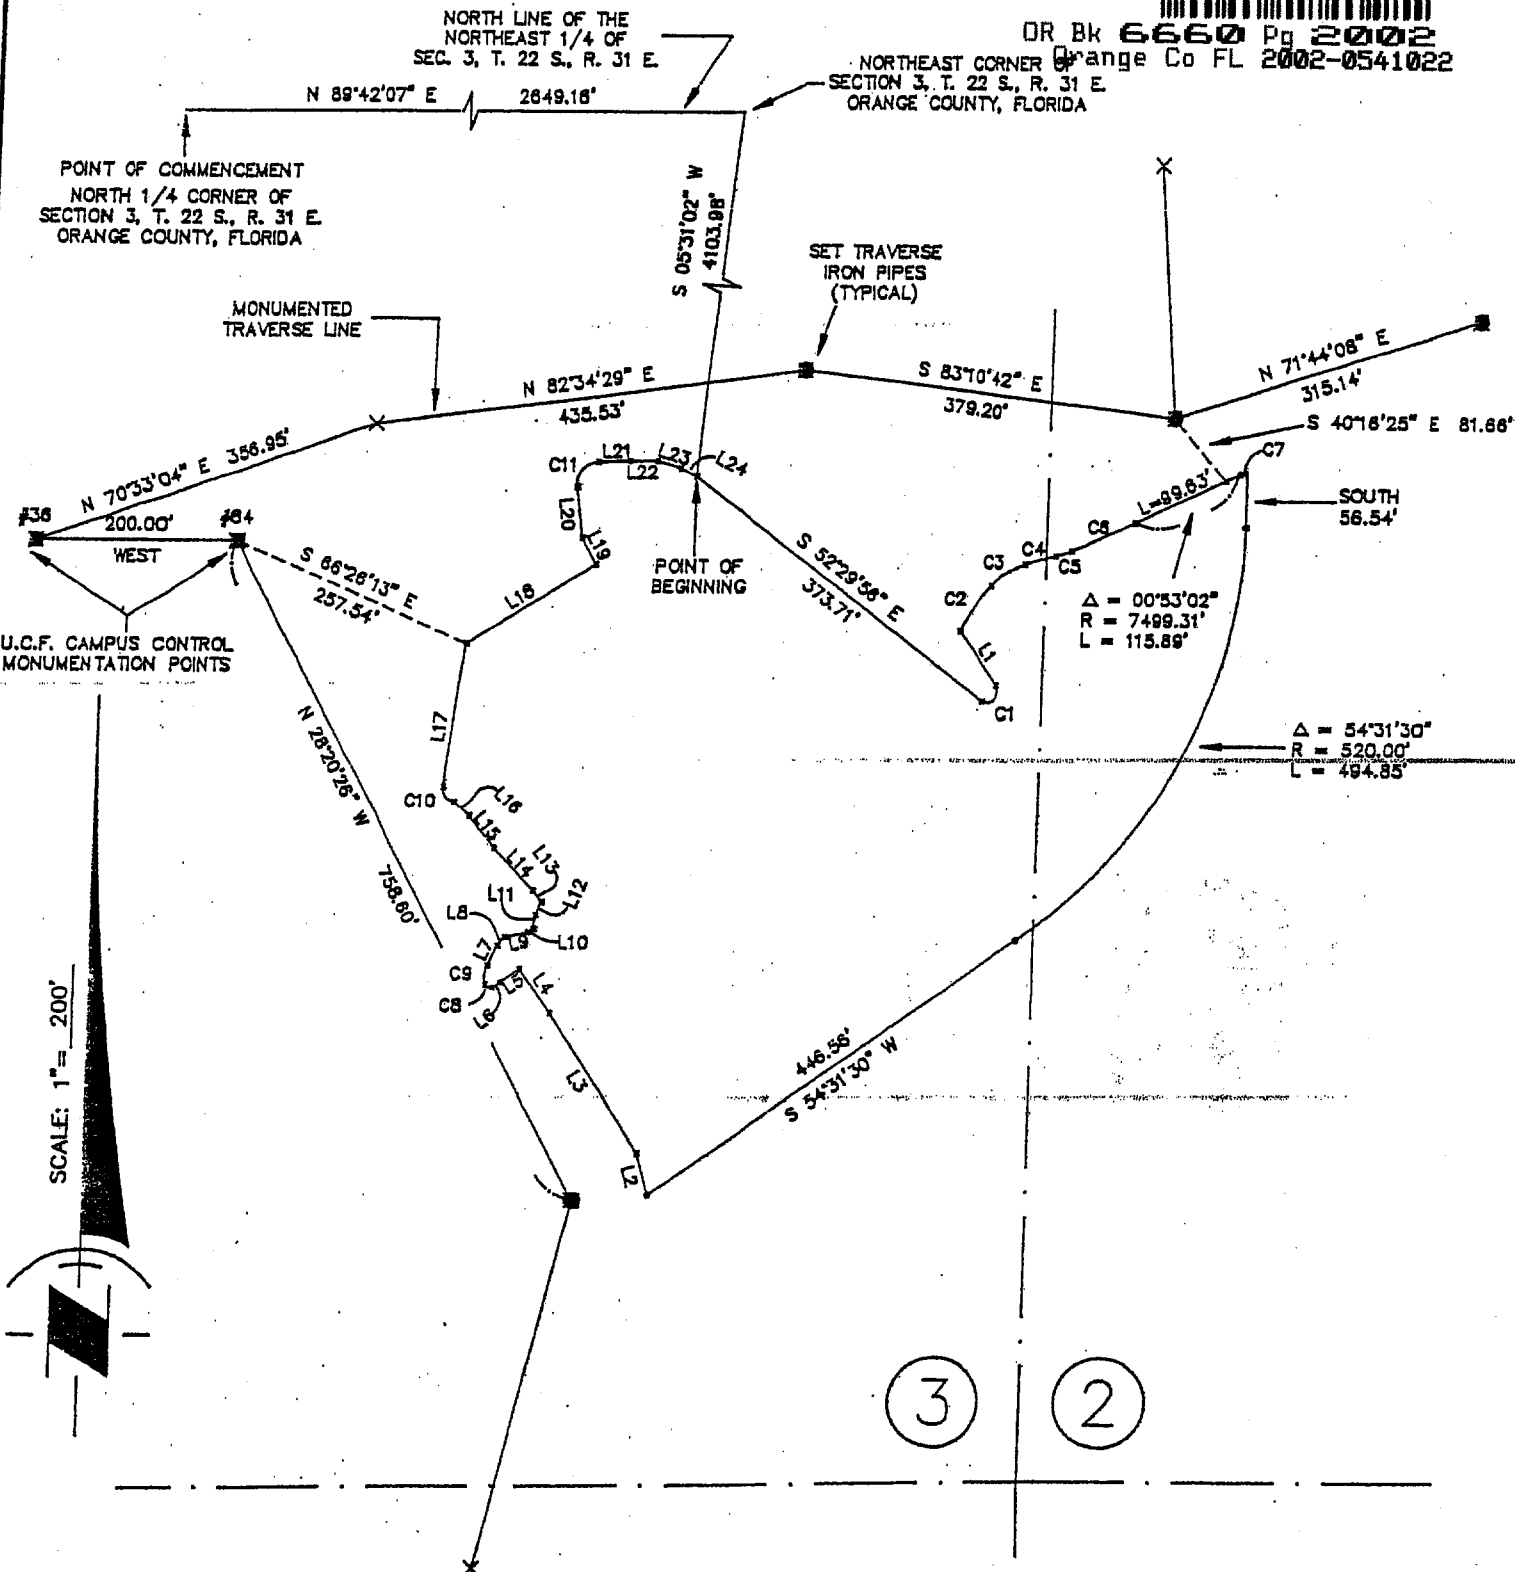 OR Bk 6660 Pg 2002
Orange Co FL 2002-0541022
NORTH LINE OF THE
NORTHEAST 1/4 OF
SEC. 3, T. 22 S., R. 31 E.
NORTHEAST CORNER OF
SECTION 3, T. 22 S., R. 31 E.
ORANGE COUNTY, FLORIDA
N 89°42'07" E 2649.16'
POINT OF COMMENCEMENT
NORTH 1/4 CORNER OF
SECTION 3, T. 22 S., R. 31 E.
ORANGE COUNTY, FLORIDA
S 05°31'02" W
4103.98'
SET TRAVERSE
IRON PIPES
(TYPICAL)
MONUMENTED
TRAVERSE LINE
N 70°33'04" E 356.95'
N 82°34'29" E
435.53'
S 83°10'42" E
379.20'
N 71°44'08" E
315.14'
S 40°16'25" E 81.66'
C7
L=99.63'
SOUTH
56.54'
#36
200.00'
WEST
#64
C11
L21
L22
L23
L24
L20
L19
L18
S 66°26'13" E
257.54'
U.C.F. CAMPUS CONTROL
MONUMENTATION POINTS
POINT OF
BEGINNING
S 52°29'56" E
373.71'
C6
C5
C4
C3
C2
L1
C1
Δ = 00°53'02"
R = 7499.31'
L = 115.69'
Δ = 54°31'30"
R = 520.00'
L = 494.85'
N 28°20'26" W
758.60'
L17
C10
L16
L15
L14
L13
L12
L11
L10
L9
L8
L7
C9
C8
L6
L5
L4
L3
L2
446.56'
S 54°31'30" W
SCALE: 1"= 200'
3
2